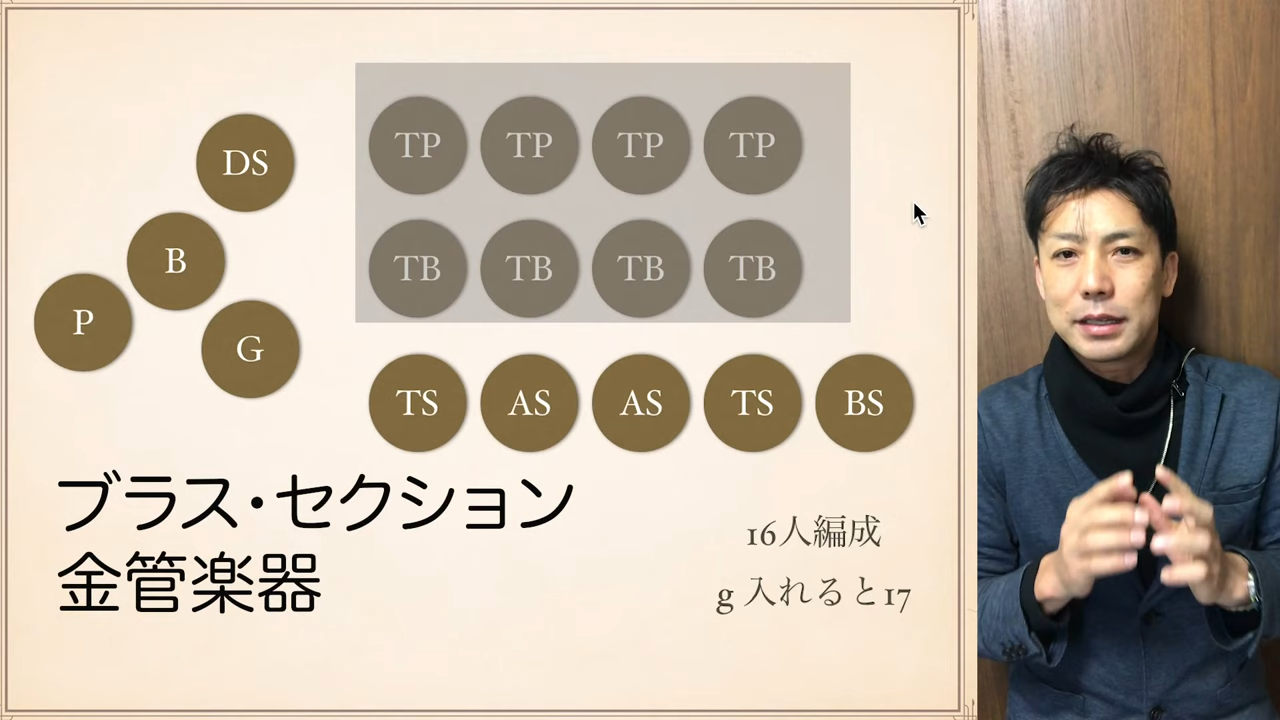 TP TP TP TP
DS
B
TB TB TB TB
P
G
TS AS AS TS BS
ブラス・セクション
金管楽器
16人編成
g 入れると17